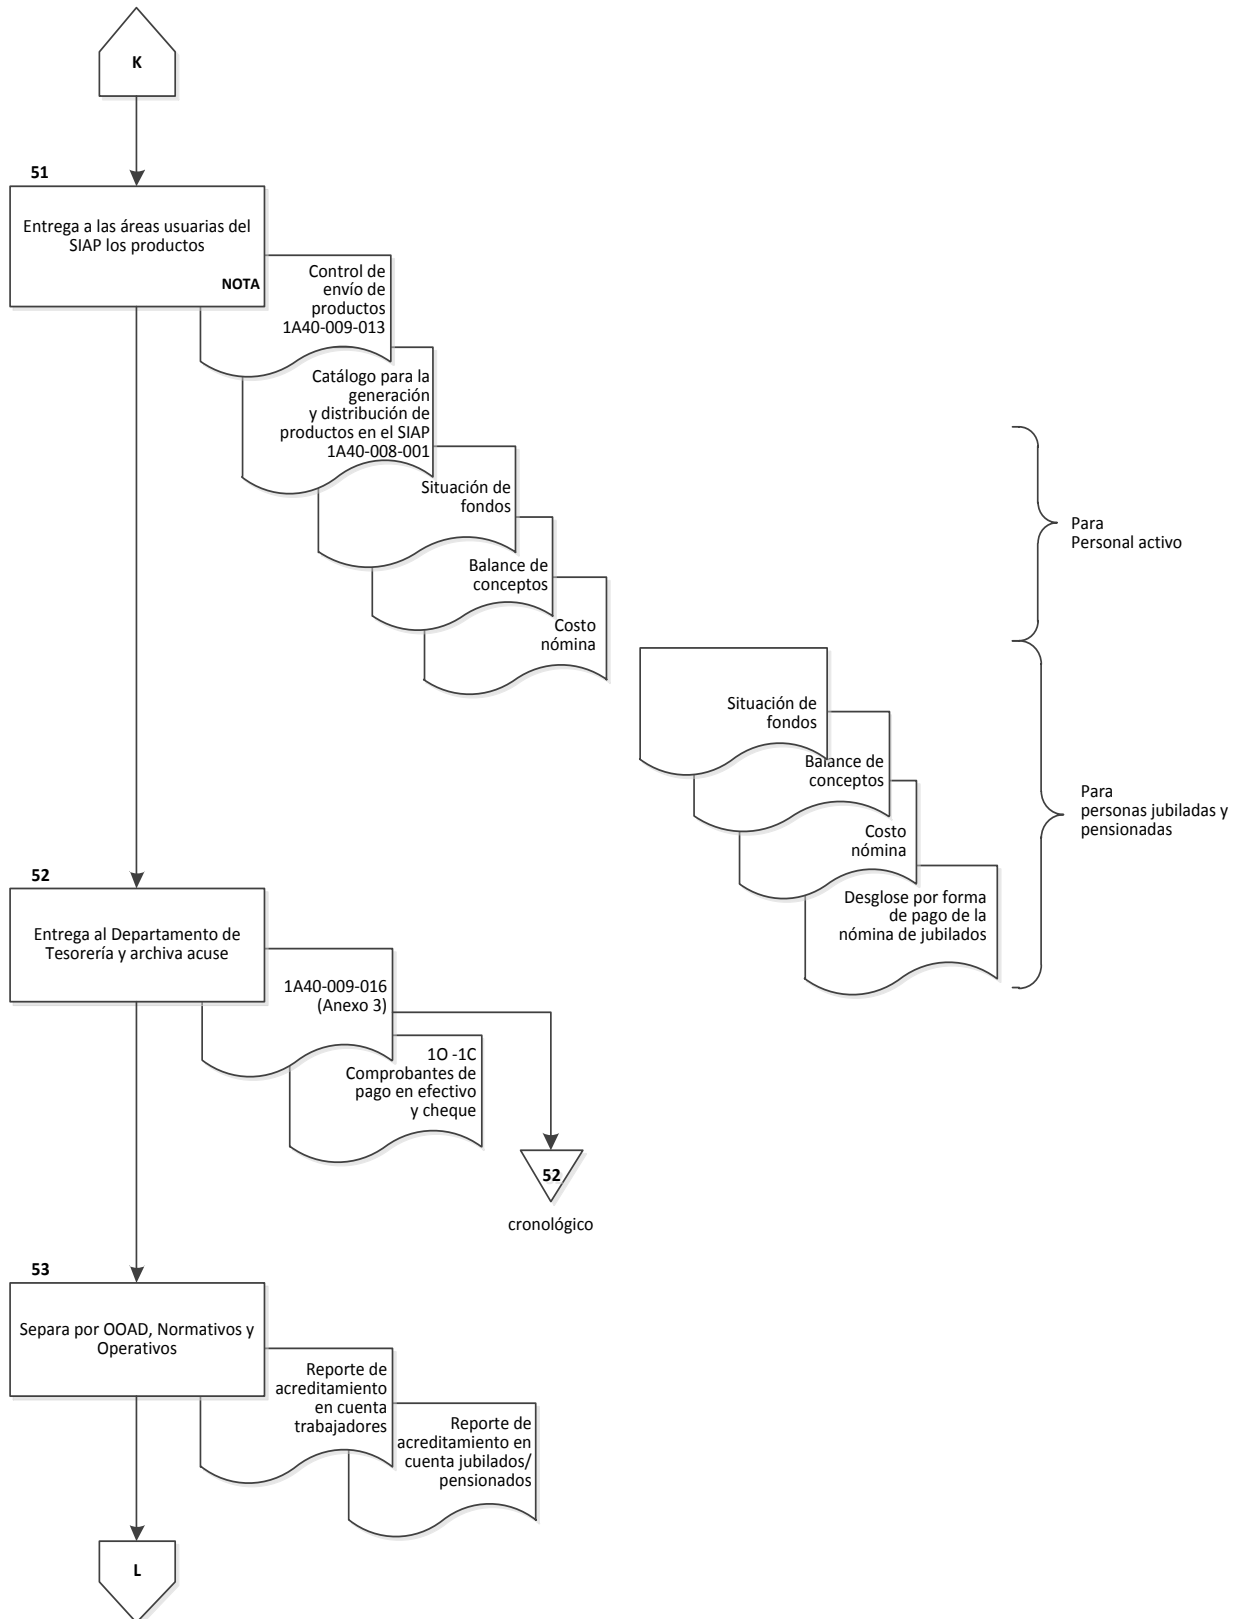 K
51
Entrega a las áreas usuarias del
SIAP los productos
NOTA
Control de
envío de
productos
1A40-009-013
Catálogo para la
generación
y distribución de
productos en el SIAP
1A40-008-001
Situación de
fondos
Balance de
conceptos
Costo
nómina
Para
Personal activo
Situación de
fondos
Balance de
conceptos
Costo
nómina
Desglose por forma
de pago de la
nómina de jubilados
Para
personas jubiladas y
pensionadas
52
Entrega al Departamento de
Tesorería y archiva acuse
1A40-009-016
(Anexo 3)
1O -1C
Comprobantes de
pago en efectivo
y cheque
52
cronológico
53
Separa por OOAD, Normativos y
Operativos
Reporte de
acreditamiento
en cuenta
trabajadores
Reporte de
acreditamiento en
cuenta jubilados/
pensionados
L